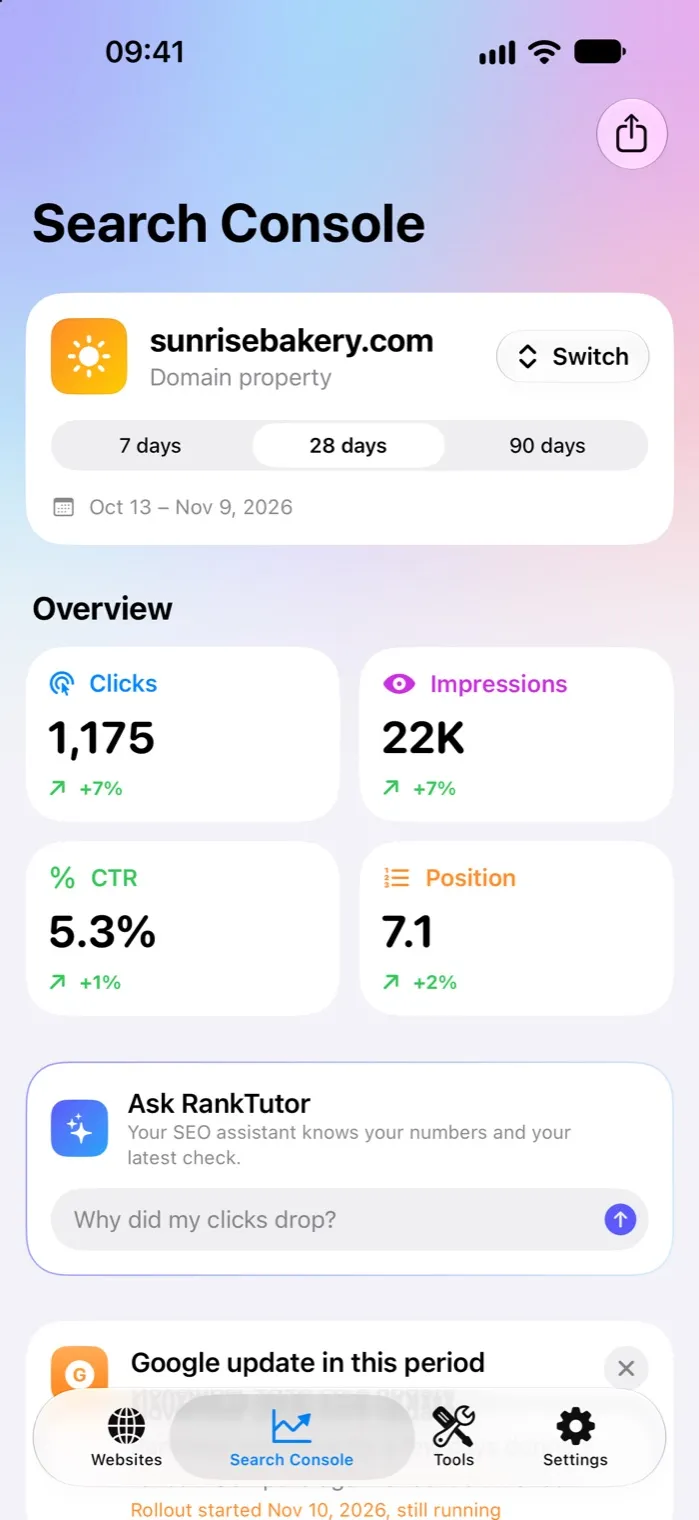 09:41
Search Console
sunrisebakery.com
Domain property
Switch
7 days
28 days
90 days
Oct 13 – Nov 9, 2026
Overview
Clicks
1,175
+7%
Impressions
22K
+7%
% CTR
5.3%
+1%
Position
7.1
+2%
Ask RankTutor
Your SEO assistant knows your numbers and your
latest check.
Why did my clicks drop?
Google update in this period
G
Websites
Search Console
Tools
Settings
Rollout started Nov 10, 2026, still running